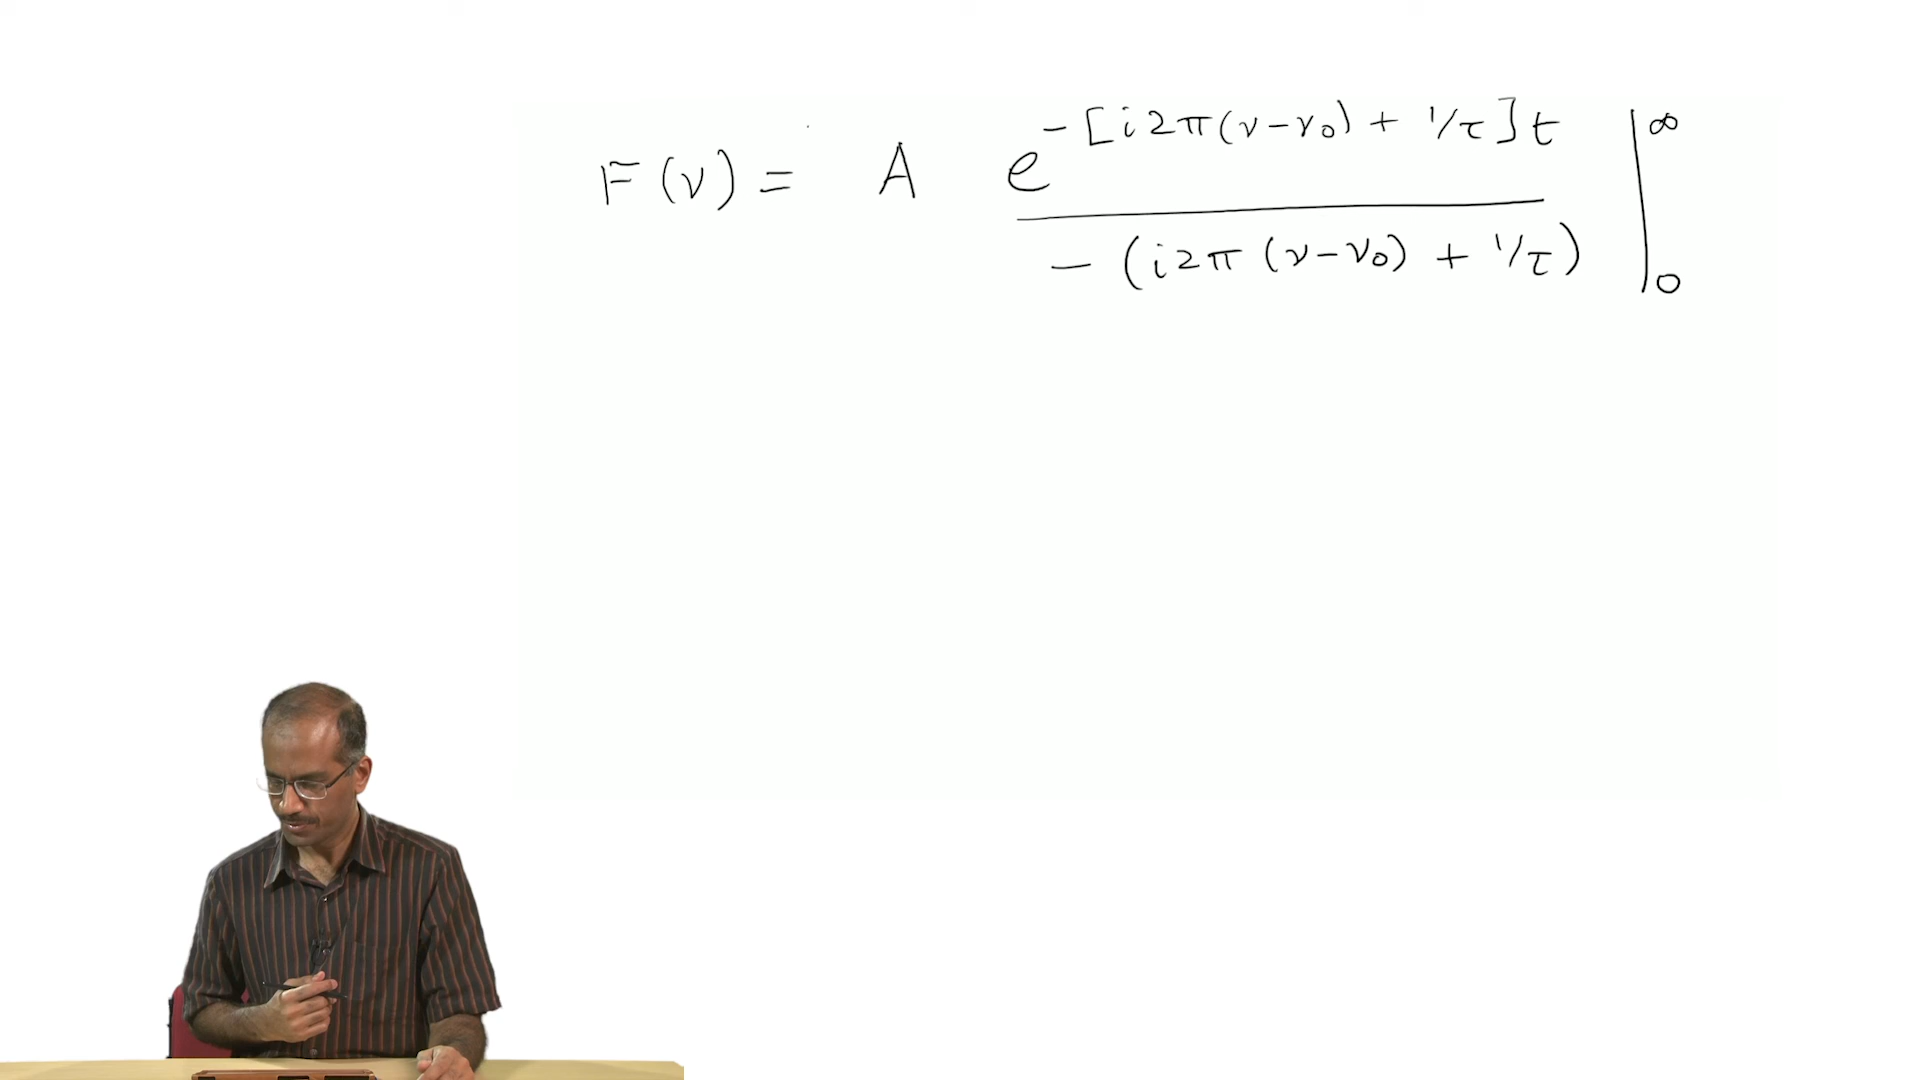 F(ν) = A e^{-[i2π(ν-ν₀) + 1/τ]t} / -(i2π(ν-ν₀) + 1/τ) |₀^∞